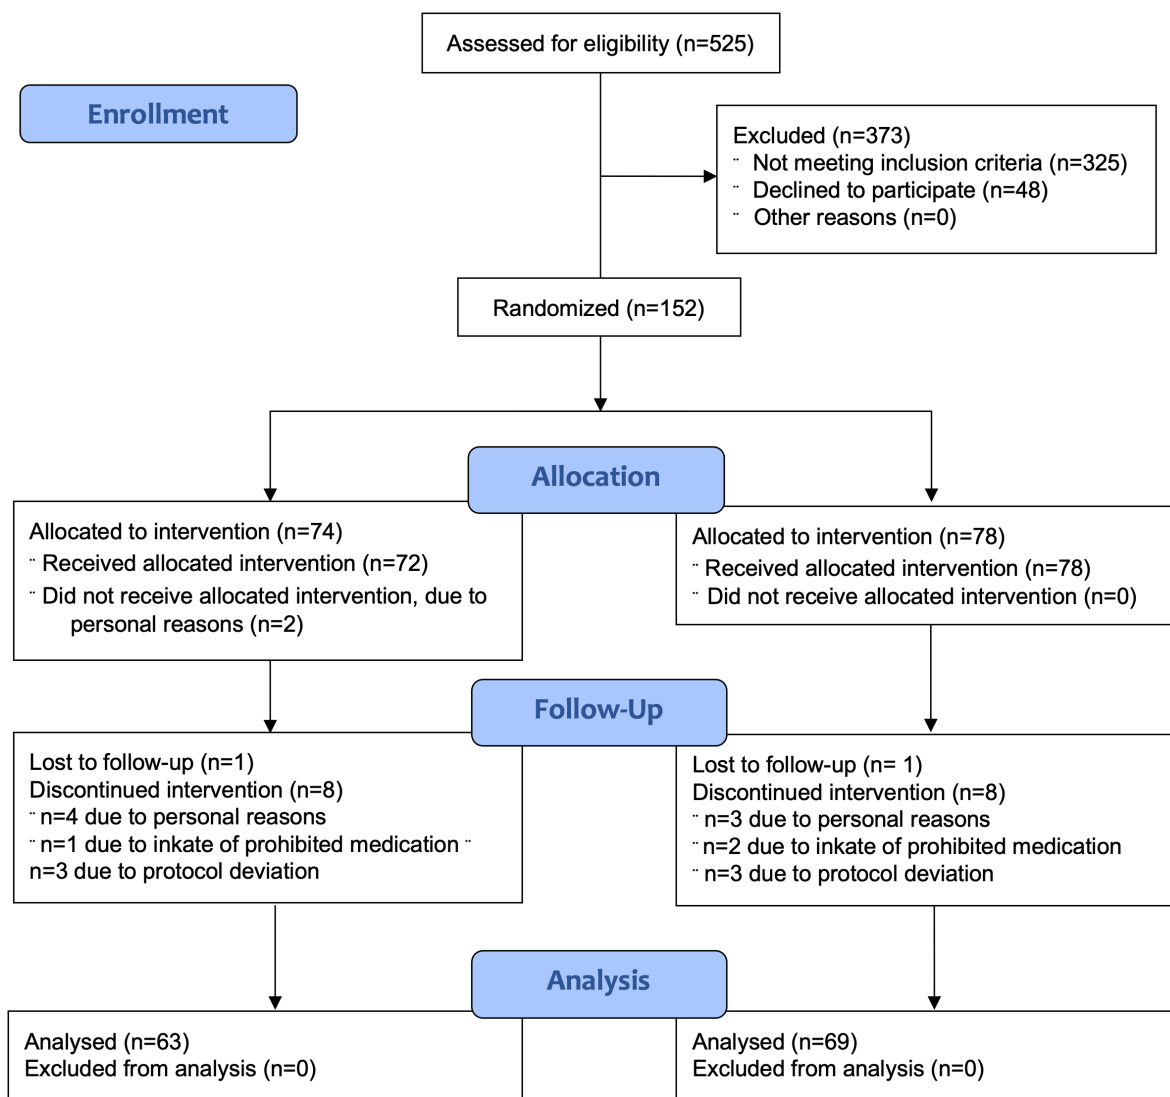 Assessed for eligibility (n=525)
Enrollment
Excluded (n=373)
¨ Not meeting inclusion criteria (n=325)
¨ Declined to participate (n=48)
¨ Other reasons (n=0)
Randomized (n=152)
Allocation
Allocated to intervention (n=74)
¨ Received allocated intervention (n=72)
¨ Did not receive allocated intervention, due to
personal reasons (n=2)
Allocated to intervention (n=78)
¨ Received allocated intervention (n=78)
¨ Did not receive allocated intervention (n=0)
Follow-Up
Lost to follow-up (n=1)
Discontinued intervention (n=8)
¨ n=4 due to personal reasons
¨ n=1 due to inkate of prohibited medication ¨
n=3 due to protocol deviation
Lost to follow-up (n= 1)
Discontinued intervention (n=8)
¨ n=3 due to personal reasons
¨ n=2 due to inkate of prohibited medication
¨ n=3 due to protocol deviation
Analysis
Analysed (n=63)
Excluded from analysis (n=0)
Analysed (n=69)
Excluded from analysis (n=0)